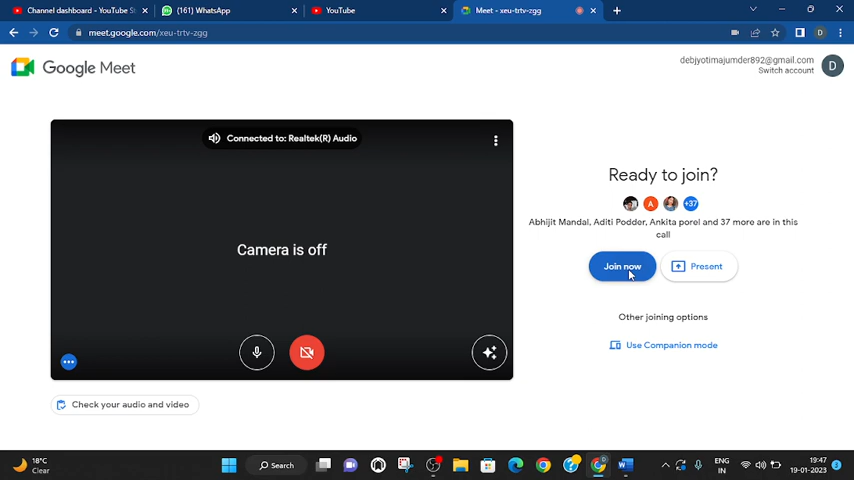 Channel dashboard - YouTube St
(161) WhatsApp
YouTube
Meet - xeu-trtv-zgg
meet.google.com/xeu-trtv-zgg
D
Google Meet
debjyotimajumder892@gmail.com
Switch account
D
Connected to: Realtek(R) Audio
Camera is off
Ready to join?
A
+37
Abhijit Mandal, Aditi Podder, Ankita porel and 37 more are in this
call
Join now
Present
Other joining options
Use Companion mode
Check your audio and video
18°C
Clear
Search
ENG
IN
19:47
19-01-2023
3